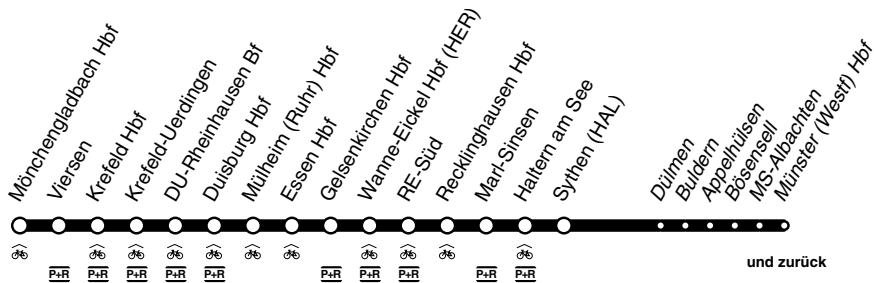 Mönchengladbach Hbf
Viersen
Krefeld Hbf
Krefeld-Uerdingen
DU-Rheinhausen Bf
Duisburg Hbf
Mülheim (Ruhr) Hbf
Essen Hbf
Gelsenkirchen Hbf
Wanne-Eickel Hbf (HER)
RE-Süd
Recklinghausen Hbf
Marl-Sinsen
Haltern am See
Sythen (HAL)
Dülmen
Buldern
Appelhülsen
Bösensell
MS-Albachten
Münster (Westf) Hbf
P+R P+R P+R P+R P+R P+R P+R P+R P+R P+R
und zurück